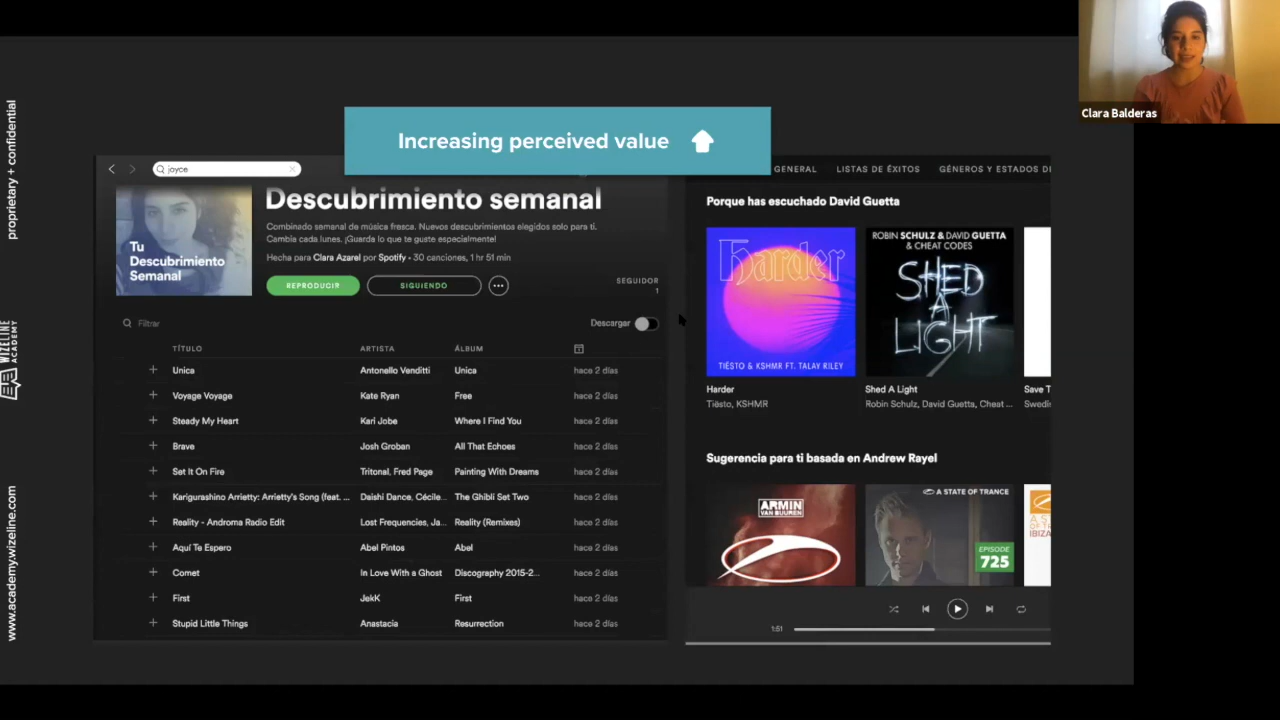 proprietary + confidential
WIZELINE
ACADEMY
www.academy.wizeline.com
Clara Balderas
Increasing perceived value
joyce
Tu
Descubrimiento
Semanal
Descubrimiento semanal
Combinado semanal de música fresca. Nuevos descubrimientos elegidos solo para ti.
Cambia cada lunes. ¡Guarda lo que te guste especialmente!
Hecha para Clara Azarel por Spotify • 30 canciones, 1 hr 51 min
REPRODUCIR
SIGUIENDO
SEGUIDOR
1
Filtrar
Descargar
TÍTULO ARTISTA ÁLBUM
Unica Antonello Venditti Unica hace 2 días
Voyage Voyage Kate Ryan Free hace 2 días
Steady My Heart Kari Jobe Where I Find You hace 2 días
Brave Josh Groban All That Echoes hace 2 días
Set It On Fire Tritonal, Fred Page Painting With Dreams hace 2 días
Karigurashino Arrietty: Arrietty's Song (feat. ... Daishi Dance, Cécile... The Ghibli Set Two hace 2 días
Reality - Androma Radio Edit Lost Frequencies, Ja... Reality (Remixes) hace 2 días
Aquí Te Espero Abel Pintos Abel hace 2 días
Comet In Love With a Ghost Discography 2015-2... hace 2 días
First JekK First hace 2 días
Stupid Little Things Anastacia Resurrection hace 2 días
GENERAL LISTAS DE ÉXITOS GÉNEROS Y ESTADOS DE
Porque has escuchado David Guetta
Harder
TIËSTO & KSHMR FT. TALAY RILEY
ROBIN SCHULZ & DAVID GUETTA
& CHEAT CODES
SHED
A
LIGHT
Harder
Tiësto, KSHMR
Shed A Light
Robin Schulz, David Guetta, Cheat ...
Save T
Swedis
Sugerencia para ti basada en Andrew Rayel
ARMIN
VAN BUUREN
A STATE OF TRANCE
EPISODE
725
A S
OF T
IBIZA
1:51